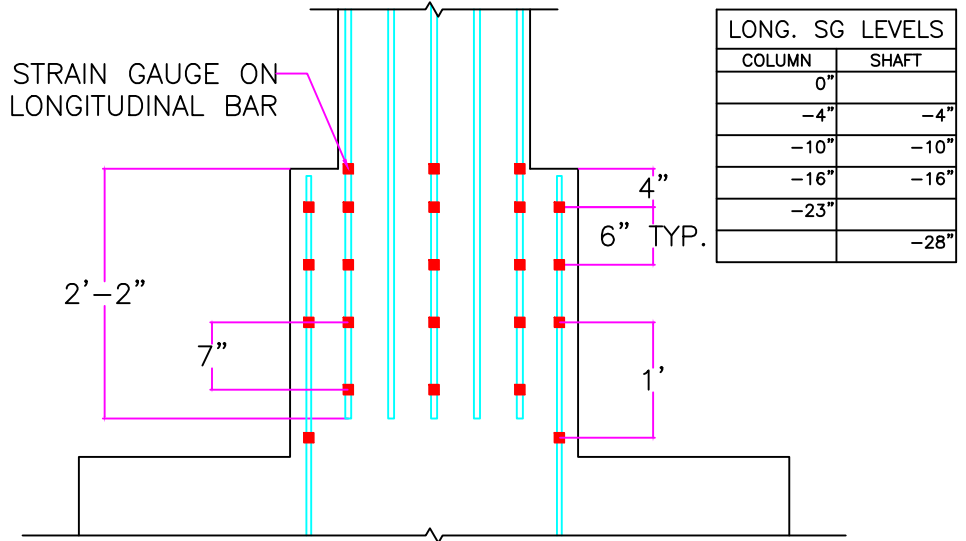 STRAIN GAUGE ON
LONGITUDINAL BAR
2'-2"
7"
4"
6" TYP.
1'
LONG. SG LEVELS
COLUMN SHAFT
0"
-4" -4"
-10" -10"
-16" -16"
-23"
-28"